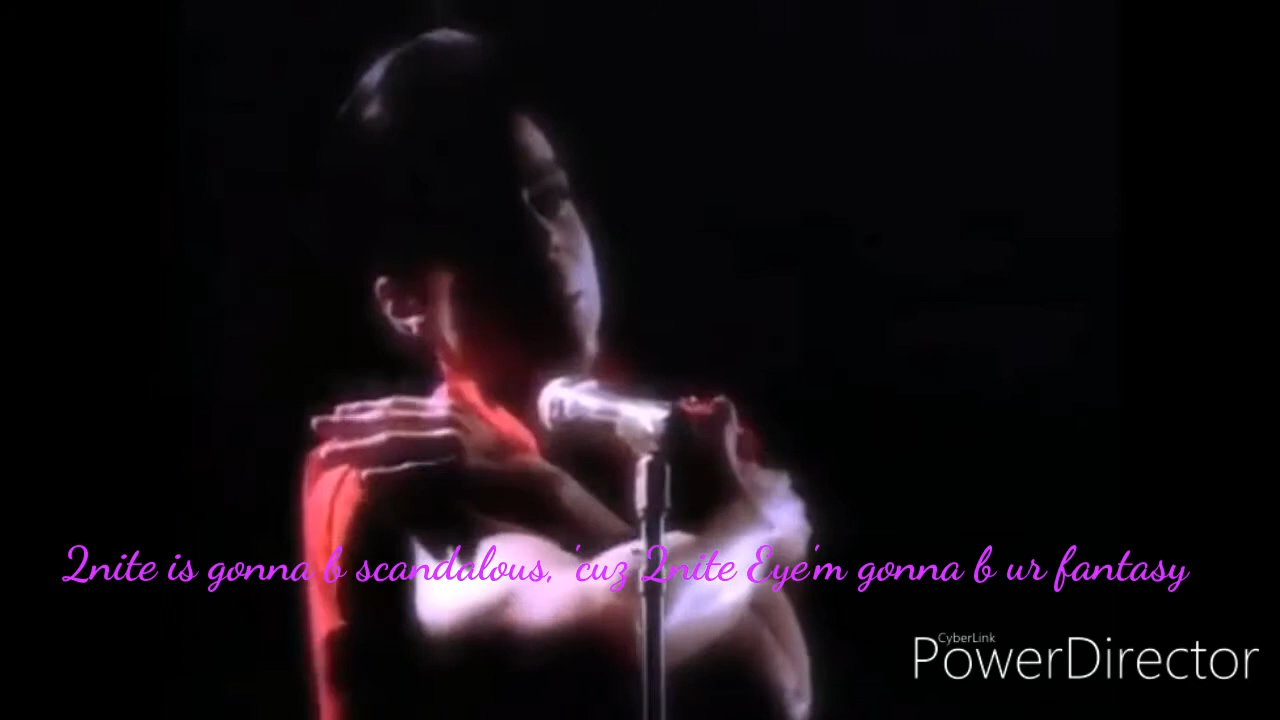 2nite is gonna b scandalous, 'cuz 2nite Eye'm gonna b ur fantasy
CyberLink
PowerDirector